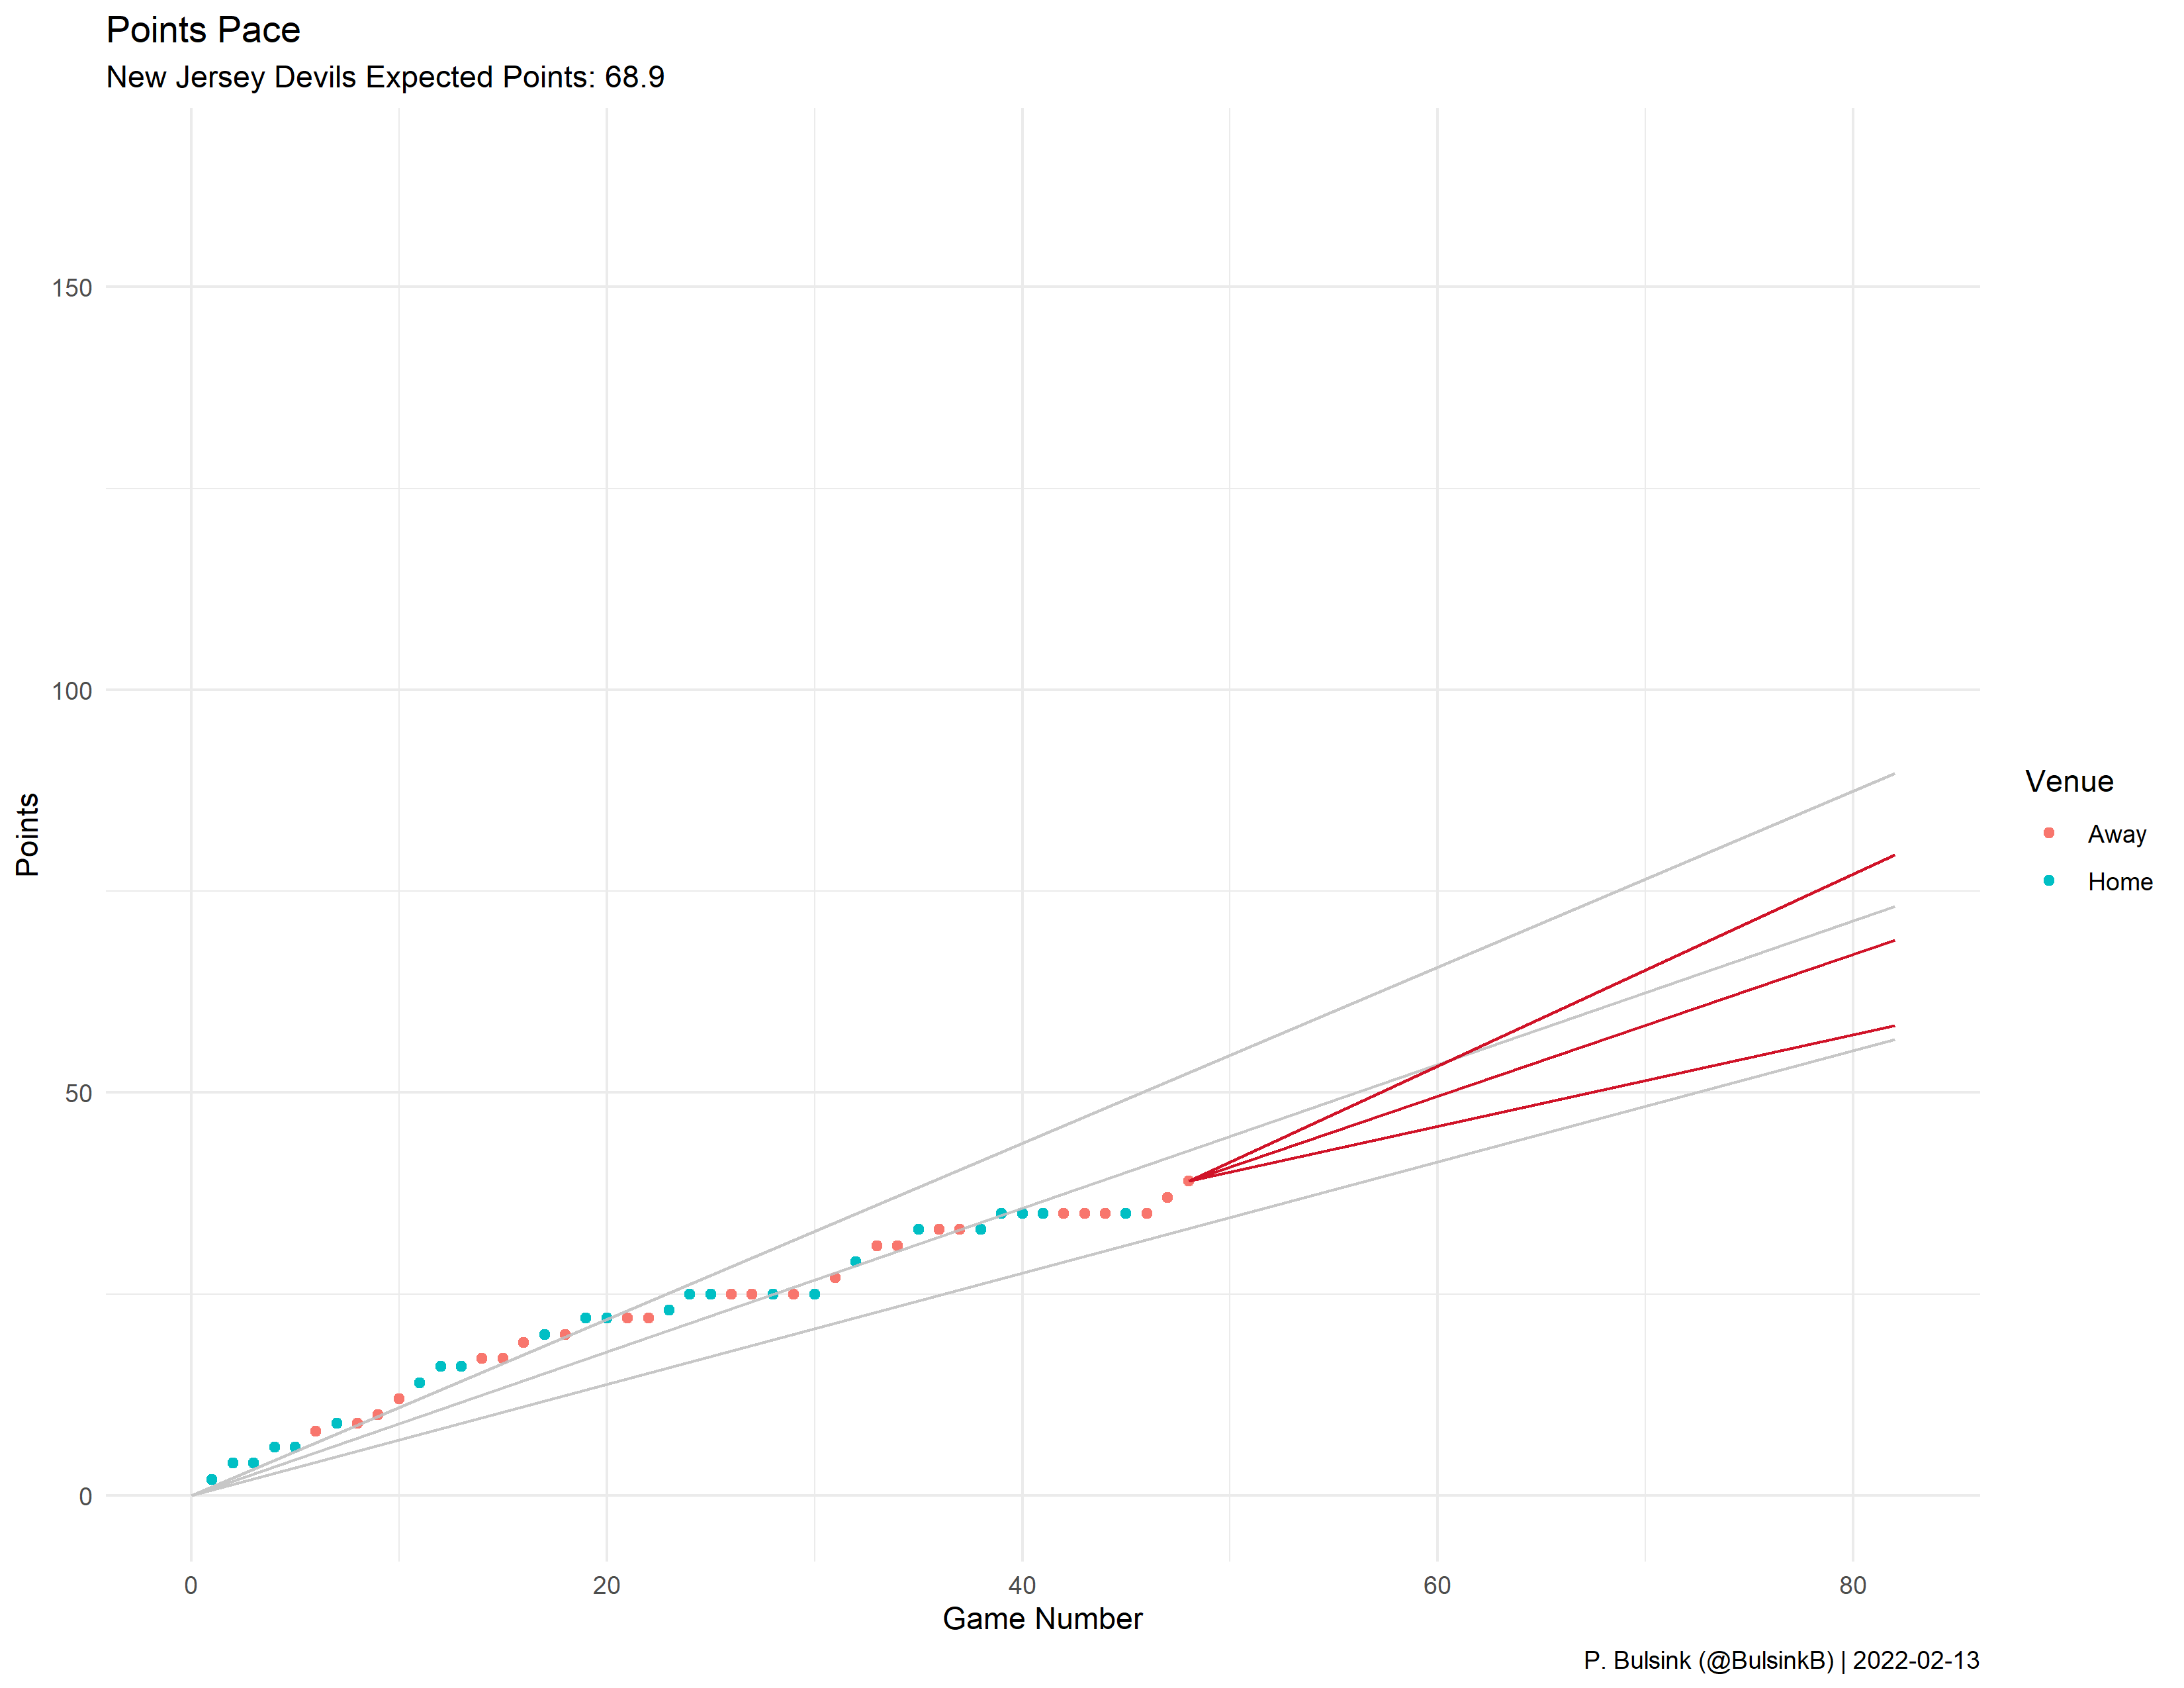 Points Pace
New Jersey Devils Expected Points: 68.9
150
100
50
0
Points
0 20 40 60 80
Game Number
Venue
Away
Home
P. Bulsink (@BulsinkB) | 2022-02-13